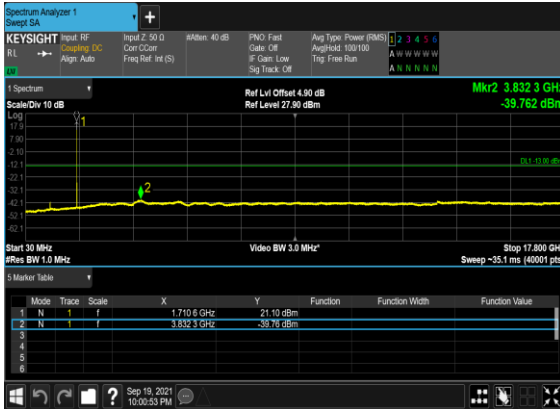 Spectrum Analyzer 1
Swept SA
+
KEYSIGHT Input: RF Input Z: 50 Ω #Atten: 40 dB PNO: Fast Avg Type: Power (RMS) 1 2 3 4 5 6
RL Coupling: DC Corr CCorr Gate: Off Avg|Hold: 100/100 A W W W W W
Align: Auto Freq Ref: Int (S) IF Gain: Low Trig: Free Run
Sig Track: Off A N N N N N
1 Spectrum Ref Lvl Offset 4.90 dB Mkr2 3.832 3 GHz
Scale/Div 10 dB Ref Level 27.90 dBm -39.762 dBm
Log
17.9
7.90
-2.10
-12.1 DL1 -13.00 dBm
-22.1
-32.1
-42.1
-52.1
-62.1
1
2
Start 30 MHz Video BW 3.0 MHz* Stop 17.800 GH
#Res BW 1.0 MHz Sweep ~35.1 ms (40001 pts
5 Marker Table
Mode Trace Scale X Y Function Function Width Function Value
1 N 1 f 1.710 6 GHz 21.10 dBm
2 N 1 f 3.832 3 GHz -39.76 dBm
3
4
5
6
? Sep 19, 2021
10:00:53 PM